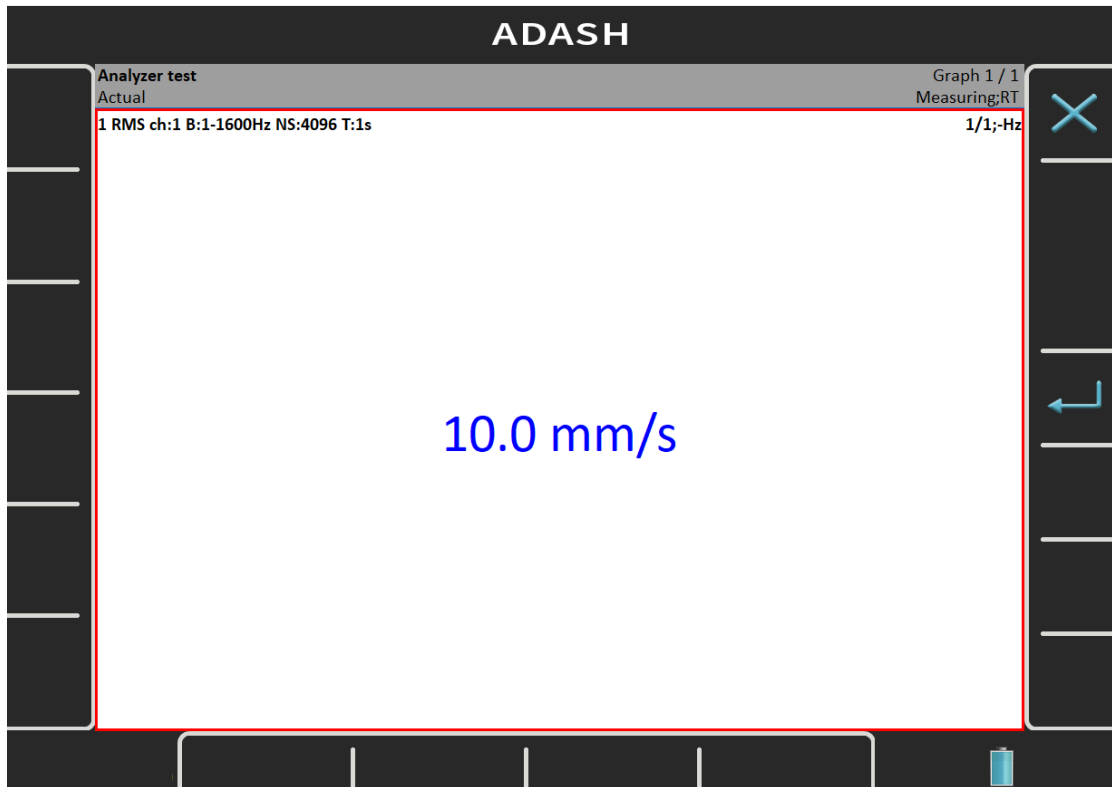 ADASH
Analyzer test
Graph 1 / 1
Actual
Measuring;RT
1 RMS ch:1 B:1-1600Hz NS:4096 T:1s
1/1;-Hz
10.0 mm/s